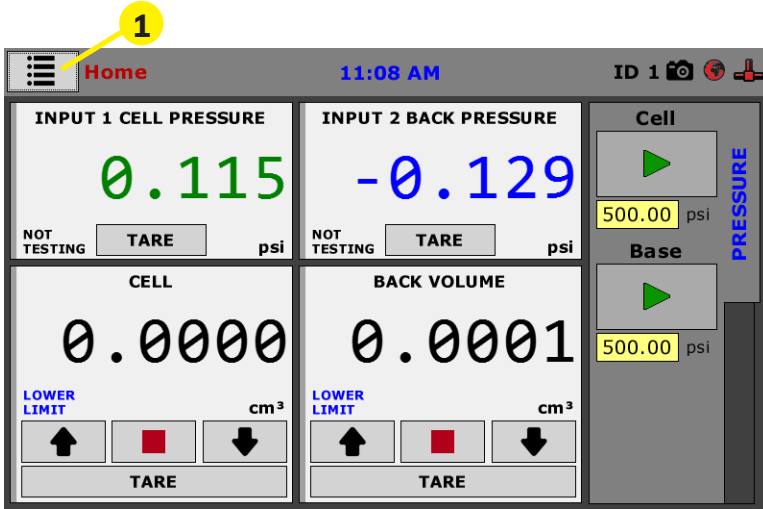 1
Home
11:08 AM
ID 1
INPUT 1 CELL PRESSURE
0.115
NOT
TESTING
TARE
psi
INPUT 2 BACK PRESSURE
-0.129
NOT
TESTING
TARE
psi
CELL
0.0000
LOWER
LIMIT
cm³
TARE
BACK VOLUME
0.0001
LOWER
LIMIT
cm³
TARE
Cell
500.00 psi
Base
500.00 psi
PRESSURE